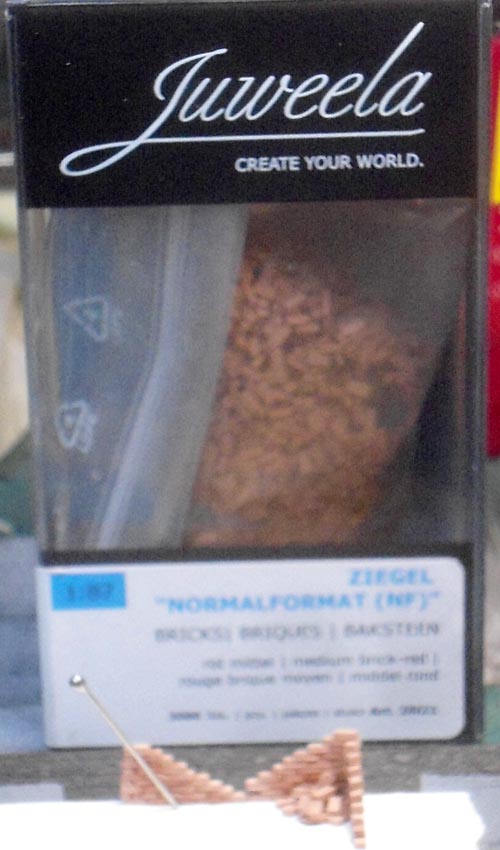 Juweela
CREATE YOUR WORLD.
1:87
ZIEGEL
"NORMALFORMAT (NF)"
BRICKS| BRIQUES | BAKSTEEN
rot mittel | medium brick-red |
rouge brique moyen | middel rood
Stk. | pcs. | pièces | stuks Art.